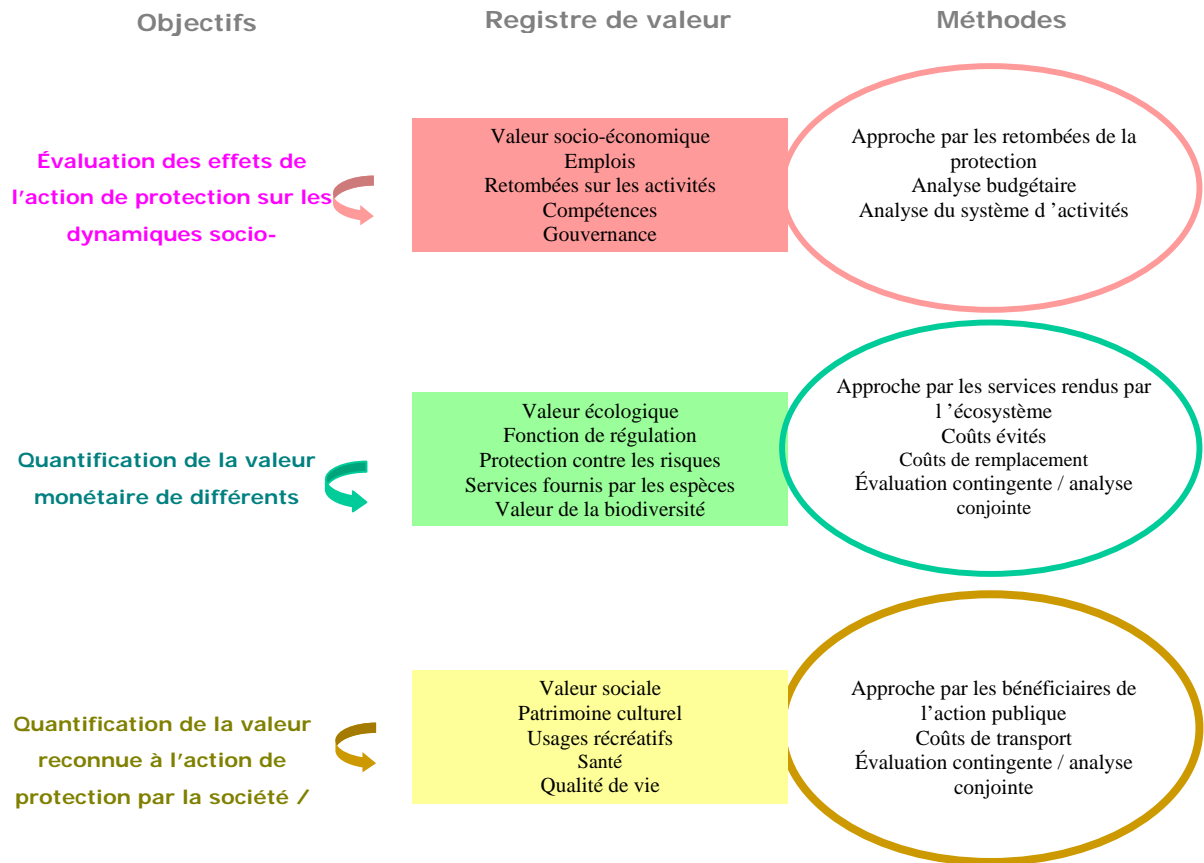 Objectifs
Registre de valeur
Méthodes
Évaluation des effets de
l'action de protection sur les
dynamiques socio-
Valeur socio-économique
Emplois
Retombées sur les activités
Compétences
Gouvernance
Approche par les retombées de la
protection
Analyse budgétaire
Analyse du système d ’activités
Quantification de la valeur
monétaire de différents
Valeur écologique
Fonction de régulation
Protection contre les risques
Services fournis par les espèces
Valeur de la biodiversité
Approche par les services rendus par
l ’écosystème
Coûts évités
Coûts de remplacement
Évaluation contingente / analyse
conjointe
Quantification de la valeur
reconnue à l'action de
protection par la société /
Valeur sociale
Patrimoine culturel
Usages récréatifs
Santé
Qualité de vie
Approche par les bénéficiaires de
l’action publique
Coûts de transport
Évaluation contingente / analyse
conjointe